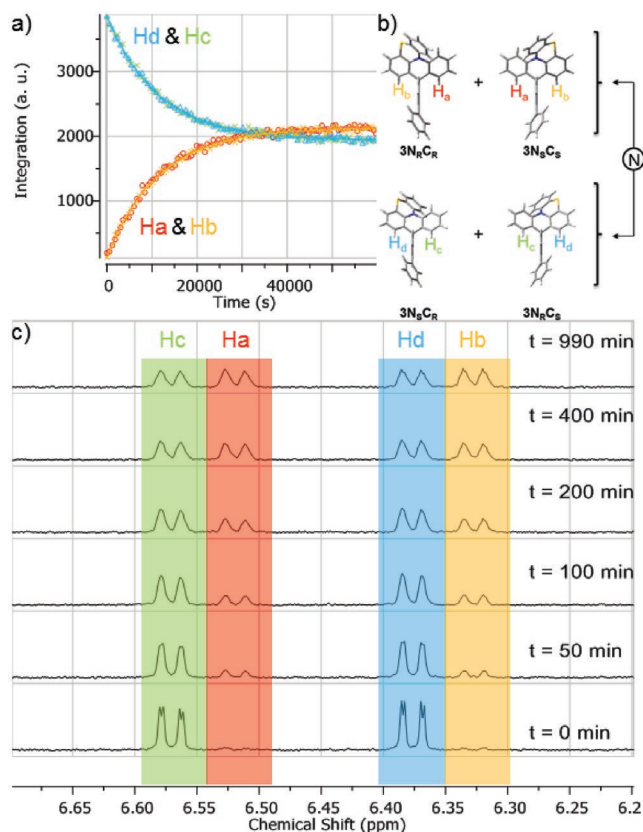 a)
Hd & Hc
Integration (a. u.)
3000
2000
1000
Ha & Hb
0
20000
40000
Time (s)
b)
Hb
Ha
+
Ha
Hb
3NRCR
3NSCS
N
Hd
Hc
+
Hc
Hd
3NSCR
3NRCS
c)
Hc
Ha
Hd
Hb
t = 990 min
t = 400 min
t = 200 min
t = 100 min
t = 50 min
t = 0 min
6.65
6.60
6.55
6.50
6.45
6.40
6.35
6.30
6.25
6.2
Chemical Shift (ppm)